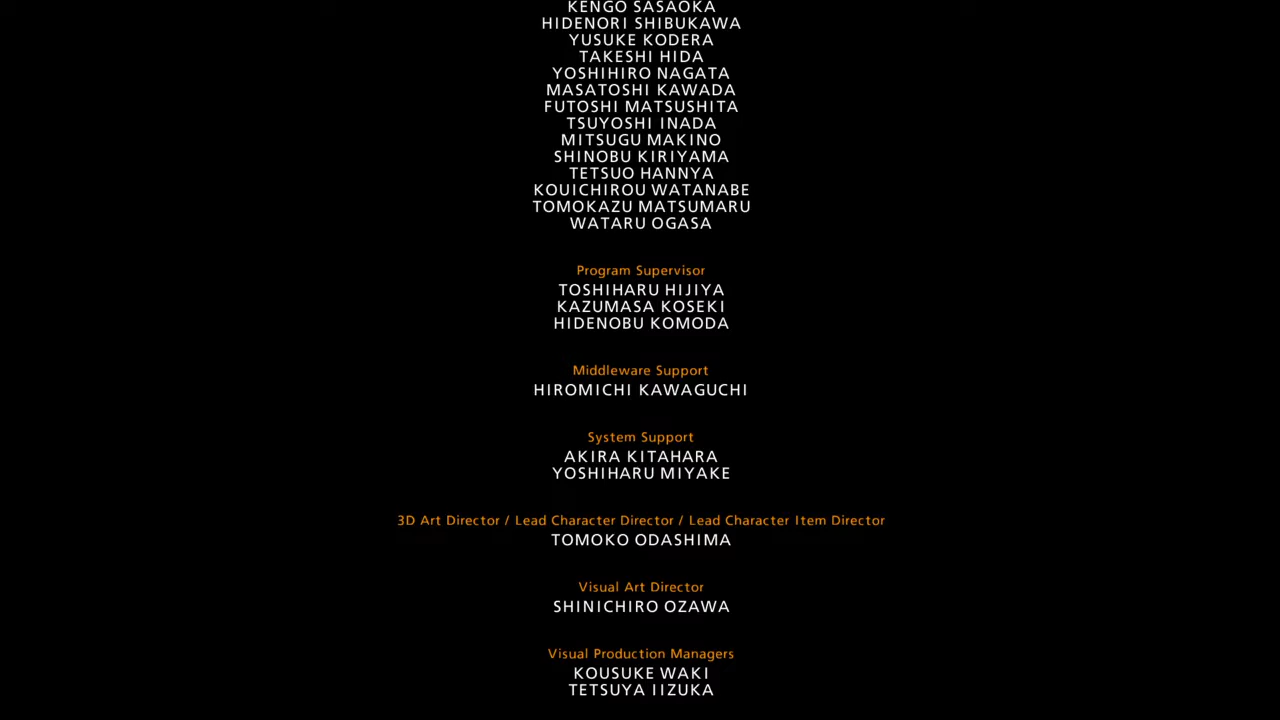 KENGO SASAOKA
HIDENORI SHIBUKAWA
YUSUKE KODERA
TAKESHI HIDA
YOSHIHIRO NAGATA
MASATOSHI KAWADA
FUTOSHI MATSUSHITA
TSUYOSHI INADA
MITSUGU MAKINO
SHINOBU KIRIYAMA
TETSUO HANNYA
KOUICHIROU WATANABE
TOMOKAZU MATSUMARU
WATARU OGASA
Program Supervisor
TOSHIHARU HIJIYA
KAZUMASA KOSEKI
HIDENOBU KOMODA
Middleware Support
HIROMICHI KAWAGUCHI
System Support
AKIRA KITAHARA
YOSHIHARU MIYAKE
3D Art Director / Lead Character Director / Lead Character Item Director
TOMOKO ODASHIMA
Visual Art Director
SHINICHIRO OZAWA
Visual Production Managers
KOUSUKE WAKI
TETSUYA IIZUKA